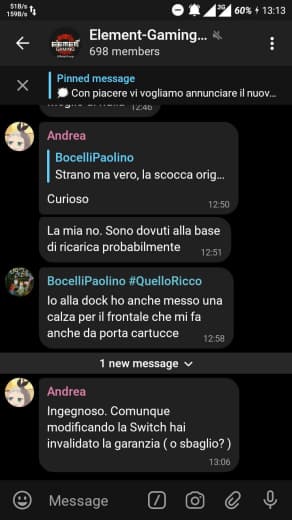 51B/s
159B/s
3G
60%
13:13
Element-Gaming...
698 members
Pinned message
Con piacere vi vogliamo annunciare il nuov...
12:46
Andrea
BocelliPaolino
Strano ma vero, la scocca orig...
Curioso
12:50
La mia no. Sono dovuti alla base
di ricarica probabilmente
12:51
BocelliPaolino #QuelloRicco
Io alla dock ho anche messo una
calza per il frontale che mi fa
anche da porta cartucce
12:58
1 new message
Andrea
Ingegnoso. Comunque
modificando la Switch hai
invalidato la garanzia ( o sbaglio? )
13:06
Message